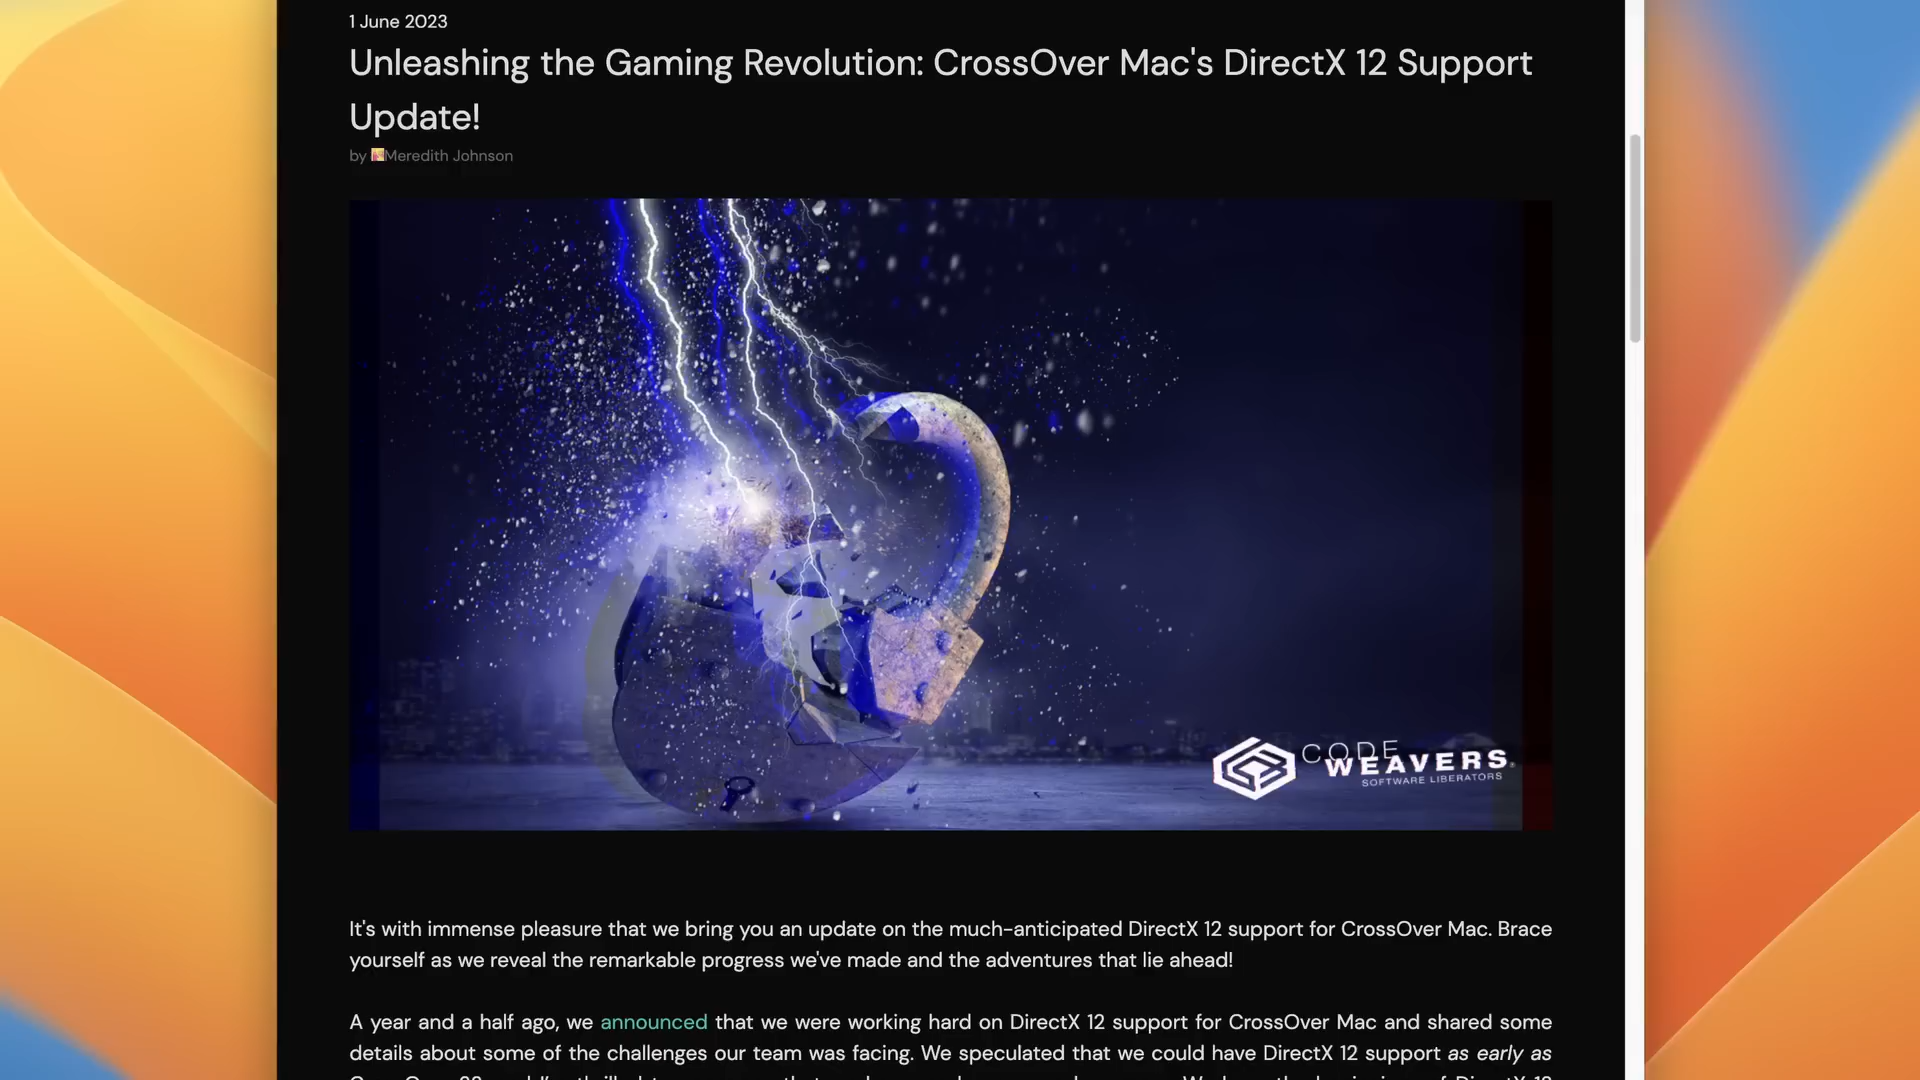 1 June 2023
Unleashing the Gaming Revolution: CrossOver Mac's DirectX 12 Support
Update!
by Meredith Johnson
CODE
WEAVERS
SOFTWARE LIBERATORS
It's with immense pleasure that we bring you an update on the much-anticipated DirectX 12 support for CrossOver Mac. Brace
yourself as we reveal the remarkable progress we've made and the adventures that lie ahead!
A year and a half ago, we announced that we were working hard on DirectX 12 support for CrossOver Mac and shared some
details about some of the challenges our team was facing. We speculated that we could have DirectX 12 support as early as